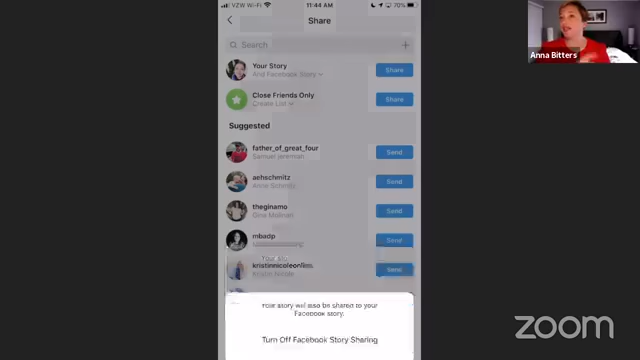 VZW Wi-Fi
11:44 AM
70%
Share
Search
Your Story
And Facebook Story
Share
Close Friends Only
Create List
Share
Suggested
father_of_great_four
Samuel
Send
aehschmitz
Anne Schmitz
Send
theginamo
Gina
Send
mbadp
Send
Your
Send
story will also be shared to your
Facebook story.
Turn Off Facebook Story Sharing
Anna Bitters
zoom